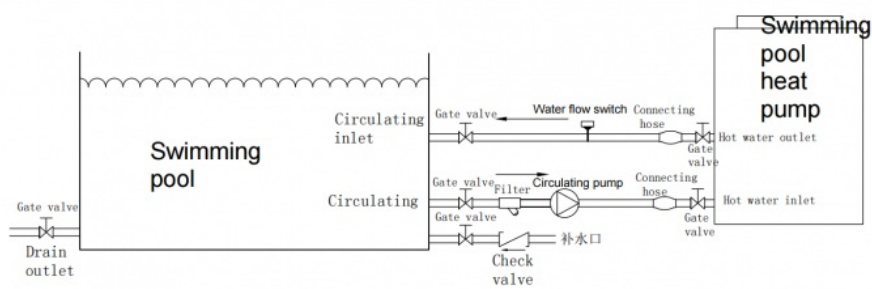 Swimming
pool
heat
pump
Circulating
inlet
Gate valve
Water flow switch
Connecting
hose
Gate
valve
Hot water outlet
Swimming
pool
Circulating
Gate valve
Filter
Circulating pump
Connecting
hose
Gate
valve
Hot water inlet
Gate valve
Drain
outlet
Gate valve
Check
valve
补水口